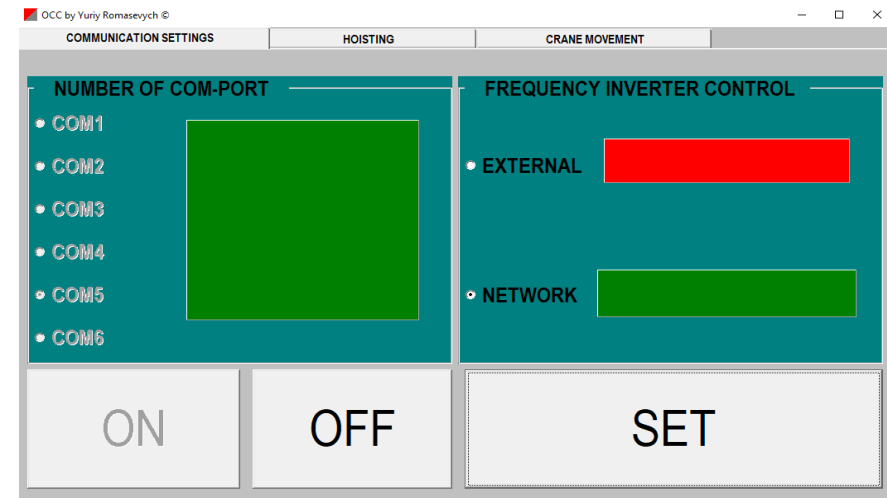 OCC by Yuriy Romasevych ©
COMMUNICATION SETTINGS
HOISTING
CRANE MOVEMENT
NUMBER OF COM-PORT
COM1
COM2
COM3
COM4
COM5
COM6
FREQUENCY INVERTER CONTROL
EXTERNAL
NETWORK
ON
OFF
SET